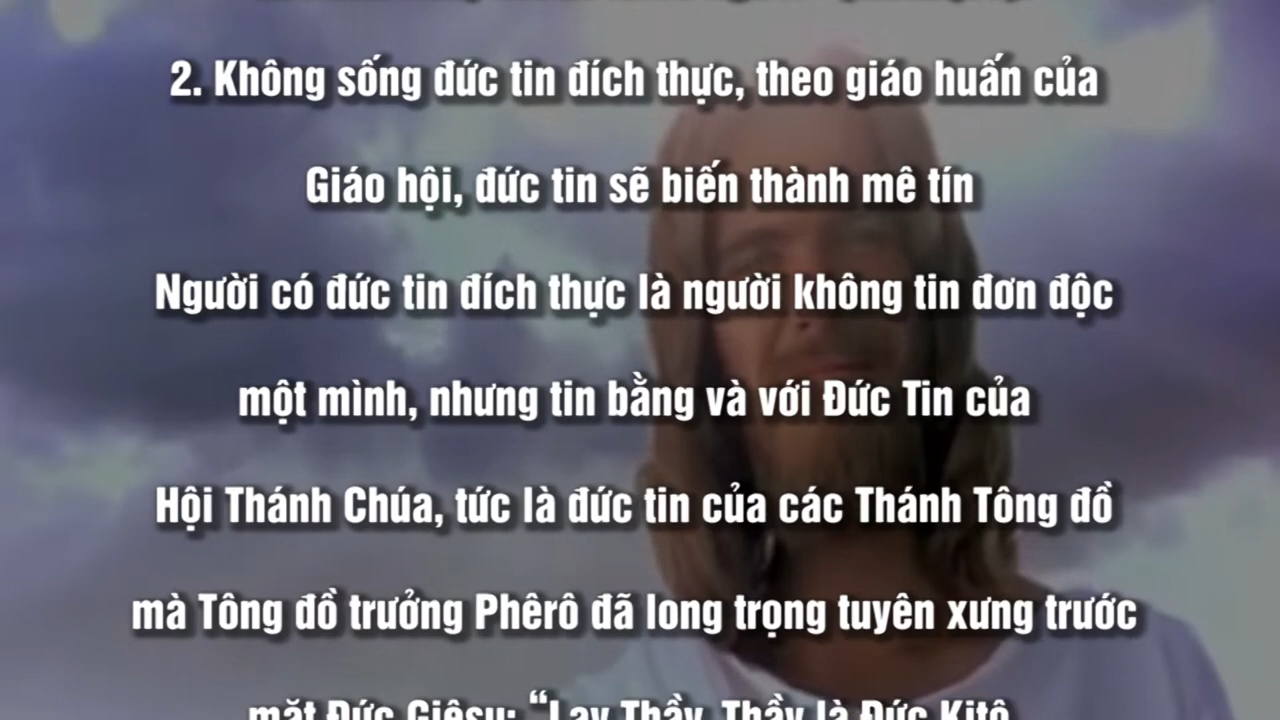 2. Không sống đức tin đích thực, theo giáo huấn của
Giáo hội, đức tin sẽ biến thành mê tín
Người có đức tin đích thực là người không tin đơn độc
một mình, nhưng tin bằng và với Đức Tin của
Hội Thánh Chúa, tức là đức tin của các Thánh Tông đồ
mà Tông đồ trưởng Phêrô đã long trọng tuyên xưng trước
mặt Đức Giêsu: “Lạy Thầy, Thầy là Đức Kitô